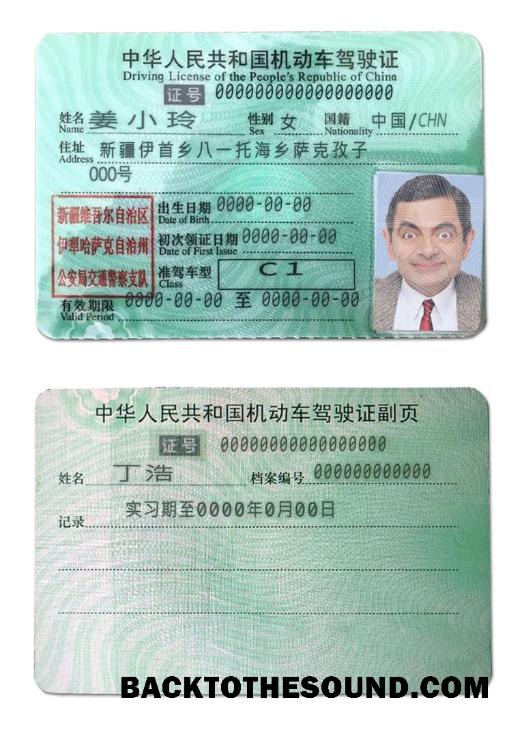 中华人民共和国机动车驾驶证
Driving License of the People's Republic of China
证号 000000000000000000
姓名 姜小玲 性别 女 国籍 中国/CHN
Name Sex Nationality
住址 新疆伊首乡八一托海乡萨克孜子
Address
000号
新疆维吾尔自治区
伊犁哈萨克自治州
公安局交通警察支队
出生日期 0000-00-00
Date of Birth
初次领证日期 0000-00-00
Date of First Issue
准驾车型 C1
Class
有效期限 0000-00-00 至 0000-00-00
Valid Period
中华人民共和国机动车驾驶证副页
证号 000000000000000000
姓名 丁浩 档案编号 000000000000
记录 实习期至0000年0月00日
BACKTOTHESOUND.COM